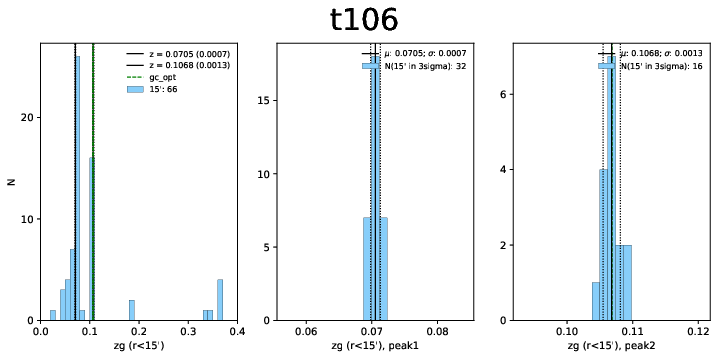 t106
z = 0.0705 (0.0007)
z = 0.1068 (0.0013)
gc_opt
15': 66
N
20
10
0
0.0 0.1 0.2 0.3 0.4
zg (r<15')
μ: 0.0705; σ: 0.0007
N(15' in 3sigma): 32
15
10
5
0
0.06 0.07 0.08
zg (r<15'), peak1
μ: 0.1068; σ: 0.0013
N(15' in 3sigma): 16
6
4
2
0
0.10 0.11 0.12
zg (r<15'), peak2